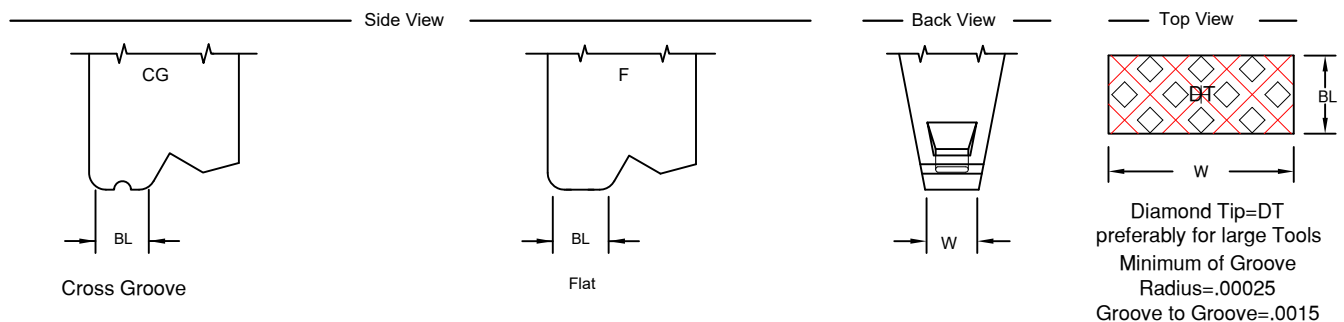 Side View
Back View
Top View
CG
F
DT
BL
W
BL
BL
W
Cross Groove
Flat
Diamond Tip=DT
preferably for large Tools
Minimum of Groove
Radius=.00025
Groove to Groove=.0015